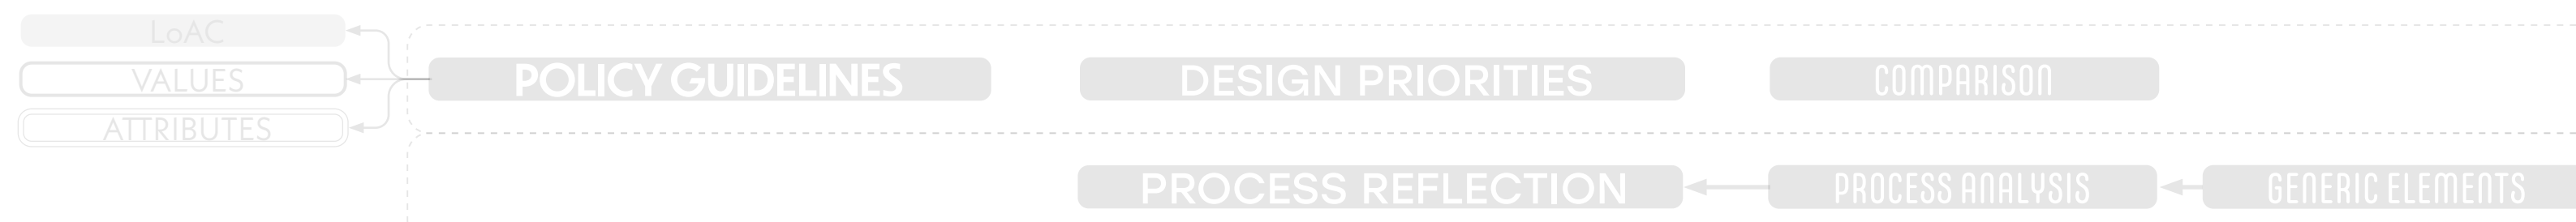 LoAC
VALUES
ATTRIBUTES
POLICY GUIDELINES
DESIGN PRIORITIES
COMPARISON
PROCESS REFLECTION
PROCESS ANALYSIS
GENERIC ELEMENTS